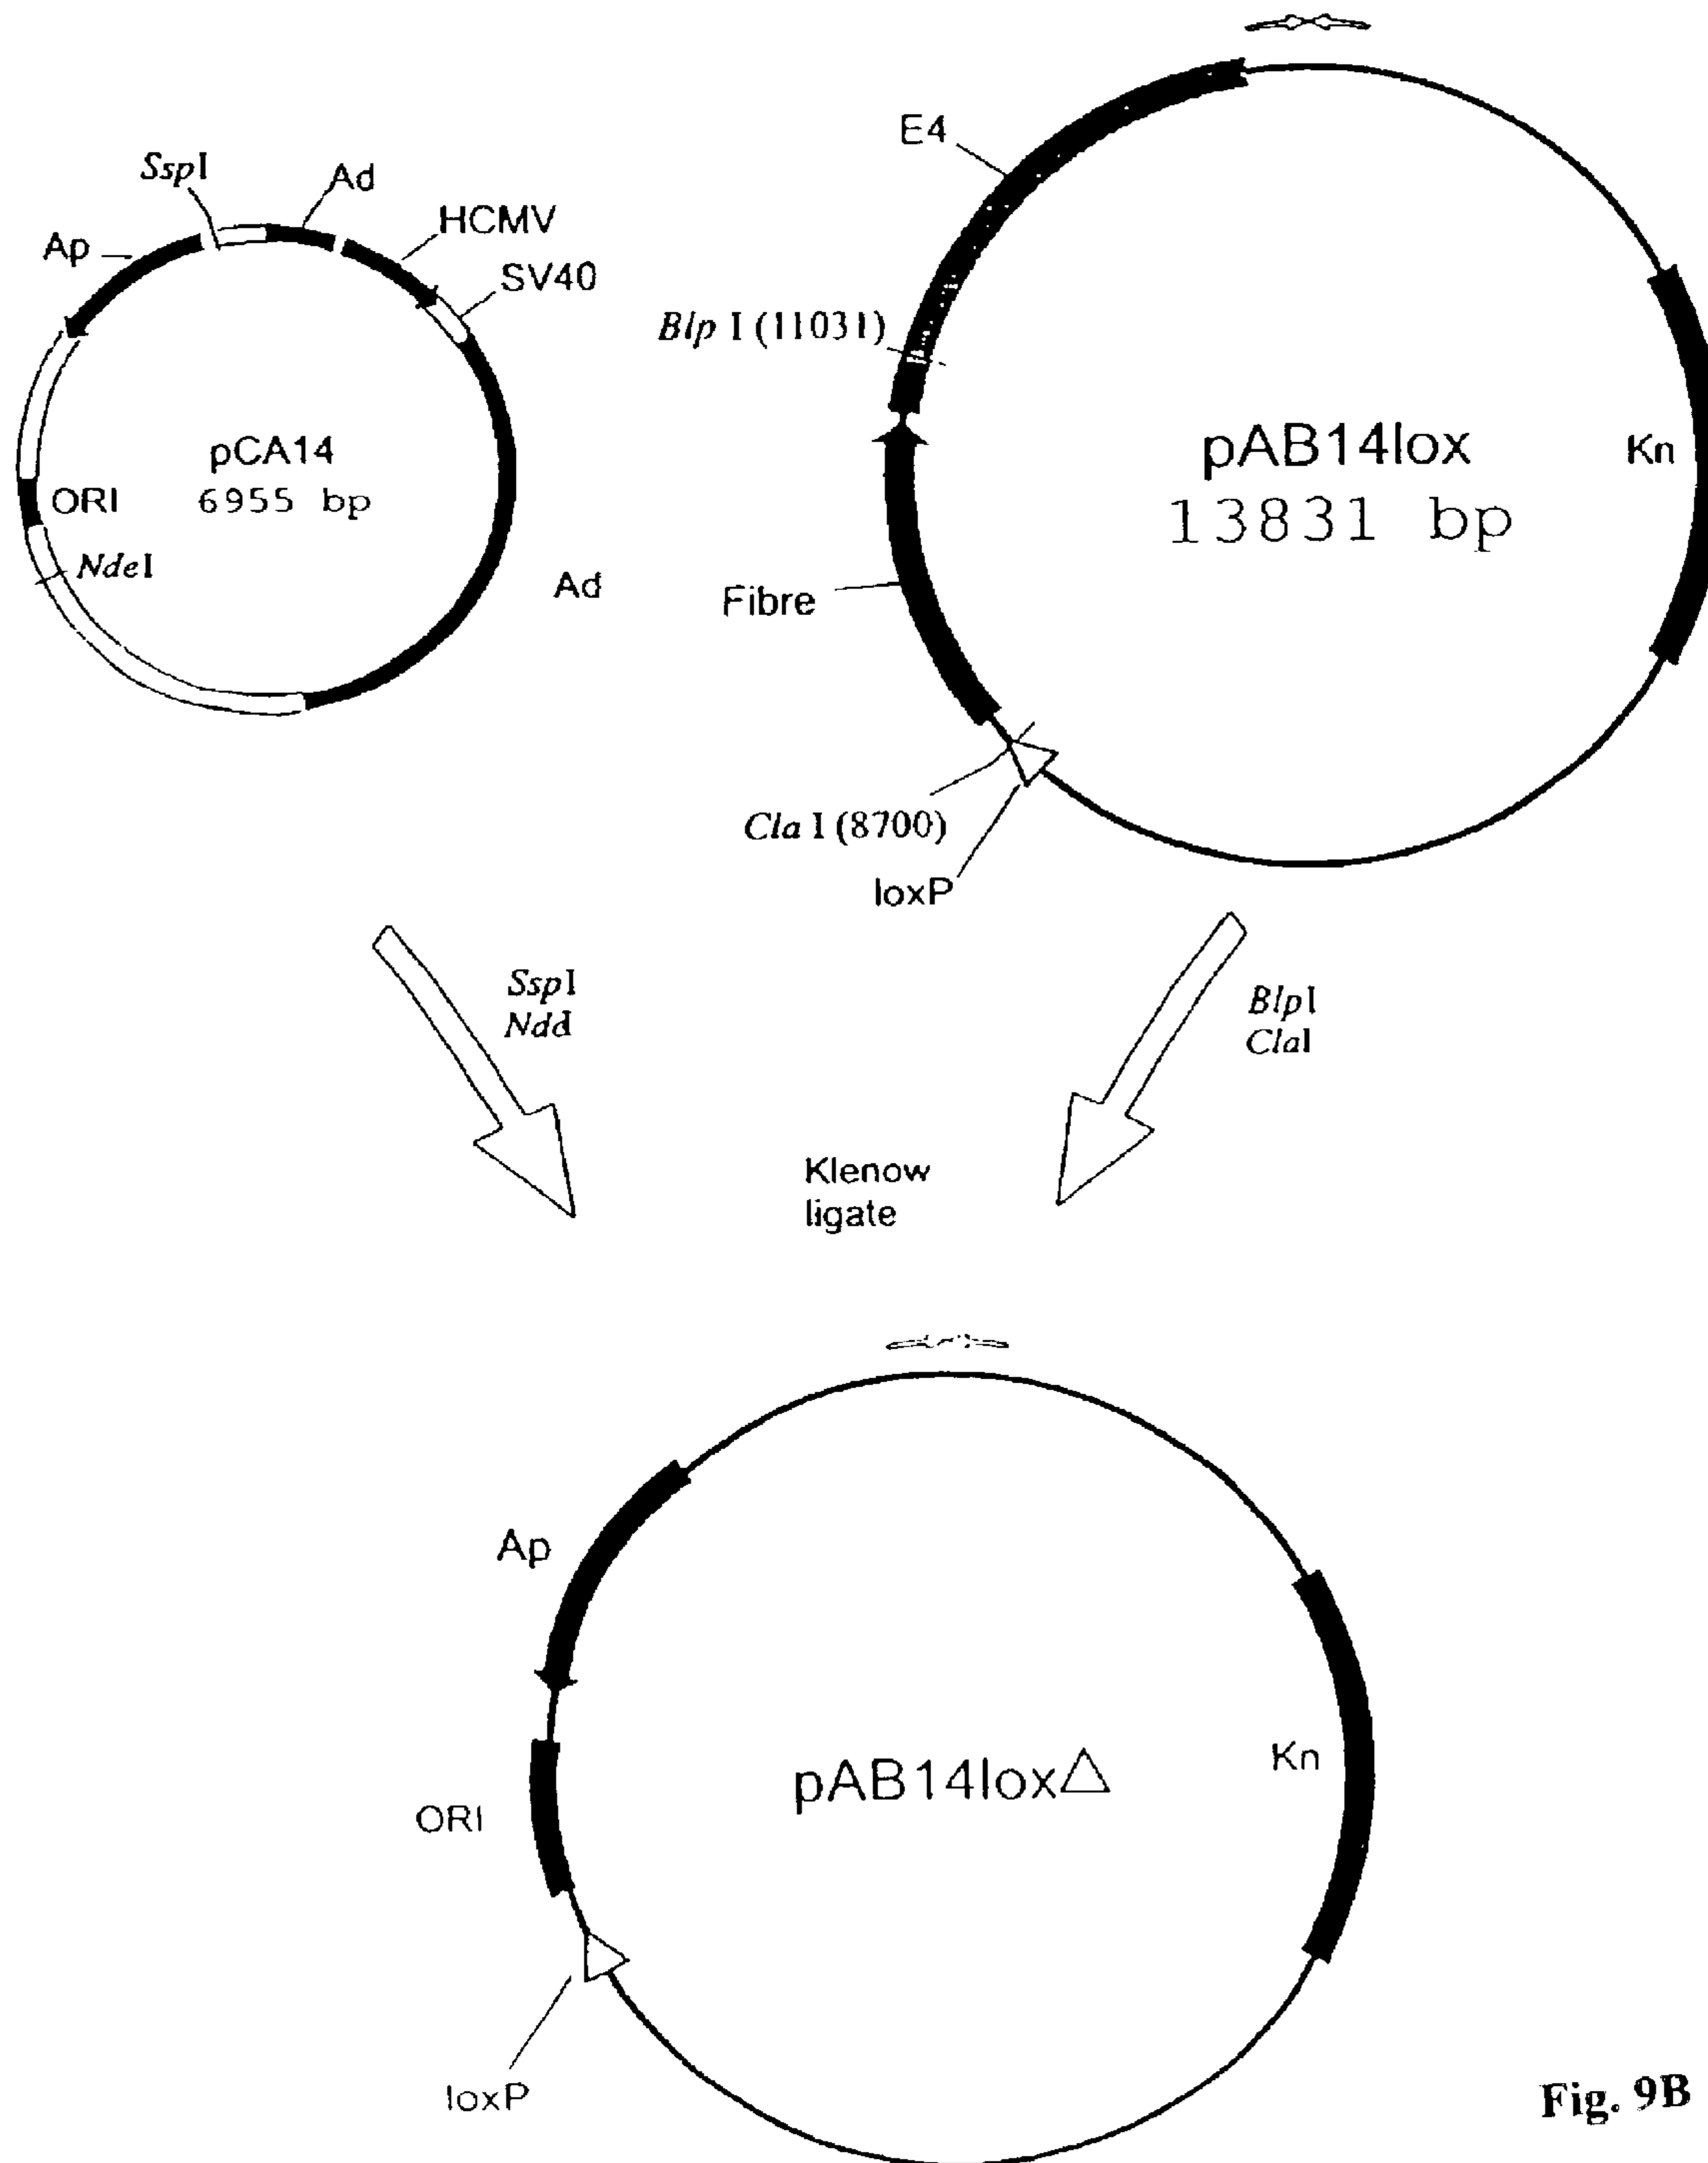 SspI
Ad
HCMV
Ap
SV40
pCA14
6955 bp
ORI
NdeI
Ad
E4
Blp I (11031)
pAB14lox
13831 bp
Kn
Fibre
Cla I (8700)
loxP
SspI
NdeI
BlpI
ClaI
Klenow
ligate
Ap
pAB14lox△
Kn
ORI
loxP
Fig. 9B